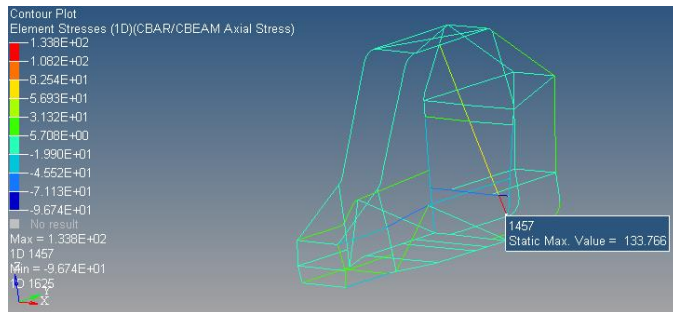 Contour Plot
Element Stresses (1D)(CBAR/CBEAM Axial Stress)
1.338E+02
1.082E+02
8.254E+01
5.693E+01
3.132E+01
5.708E+00
-1.990E+01
-4.552E+01
-7.113E+01
-9.674E+01
No result
Max = 1.338E+02
1D 1457
Min = -9.674E+01
1D 1625
Z
Y
X
1457
Static Max. Value = 133.766